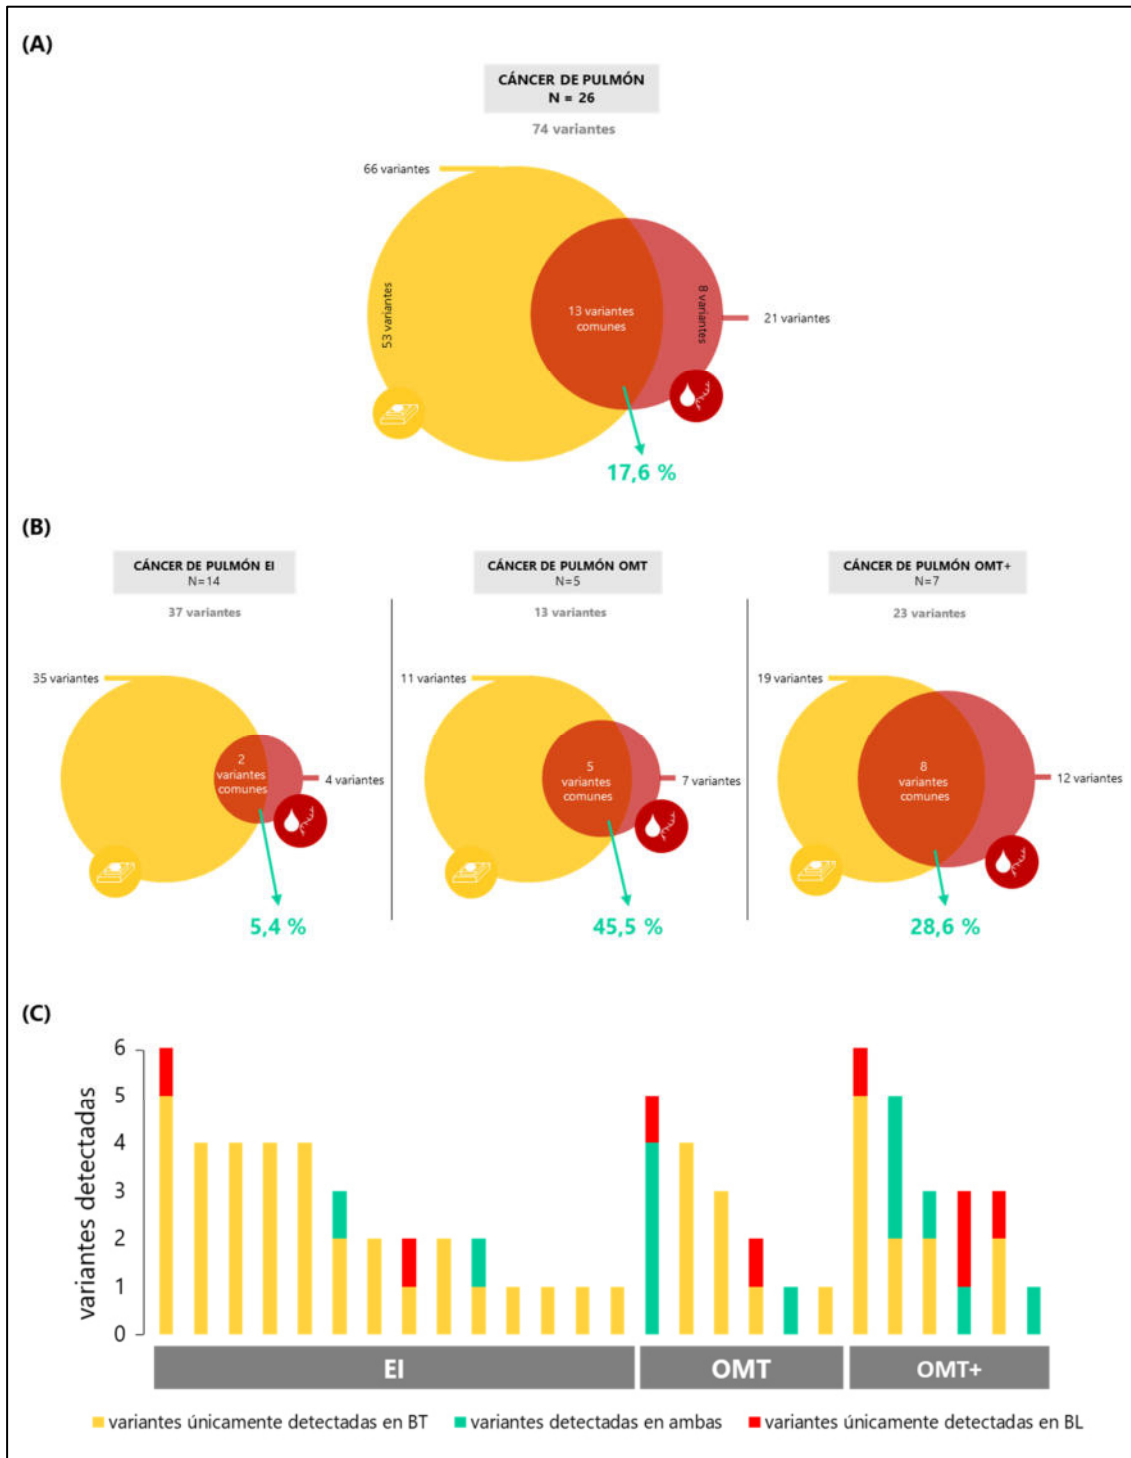 (A)
CÁNCER DE PULMÓN
N = 26
74 variantes
66 variantes
53 variantes
13 variantes
comunes
8 variantes
21 variantes
17,6 %
(B)
CÁNCER DE PULMÓN EI
N=14
37 variantes
35 variantes
2
variantes
comunes
4 variantes
5,4 %
CÁNCER DE PULMÓN OMT
N=5
13 variantes
11 variantes
5
variantes
comunes
7 variantes
45,5 %
CÁNCER DE PULMÓN OMT+
N=7
23 variantes
19 variantes
8
variantes
comunes
12 variantes
28,6 %
(C)
variantes detectadas
6
5
4
3
2
1
0
EI
OMT
OMT+
variantes únicamente detectadas en BT
variantes detectadas en ambas
variantes únicamente detectadas en BL